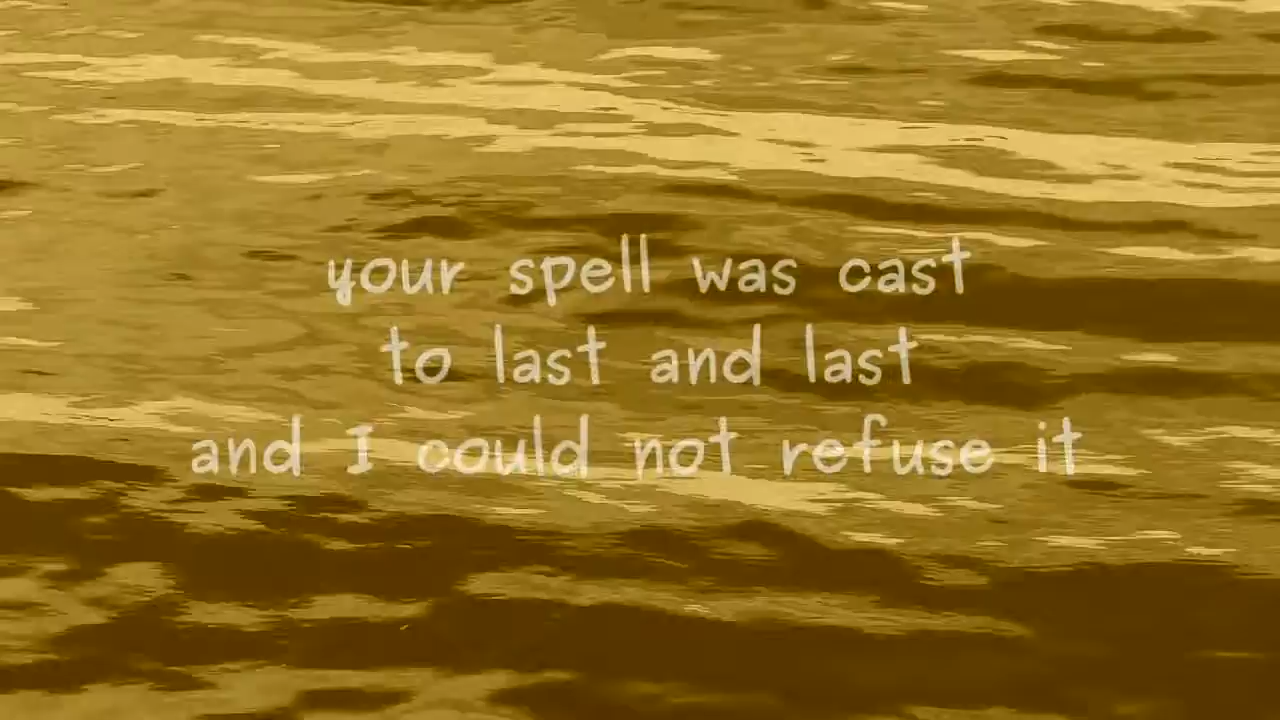 your spell was cast
to last and last
and I could not refuse it